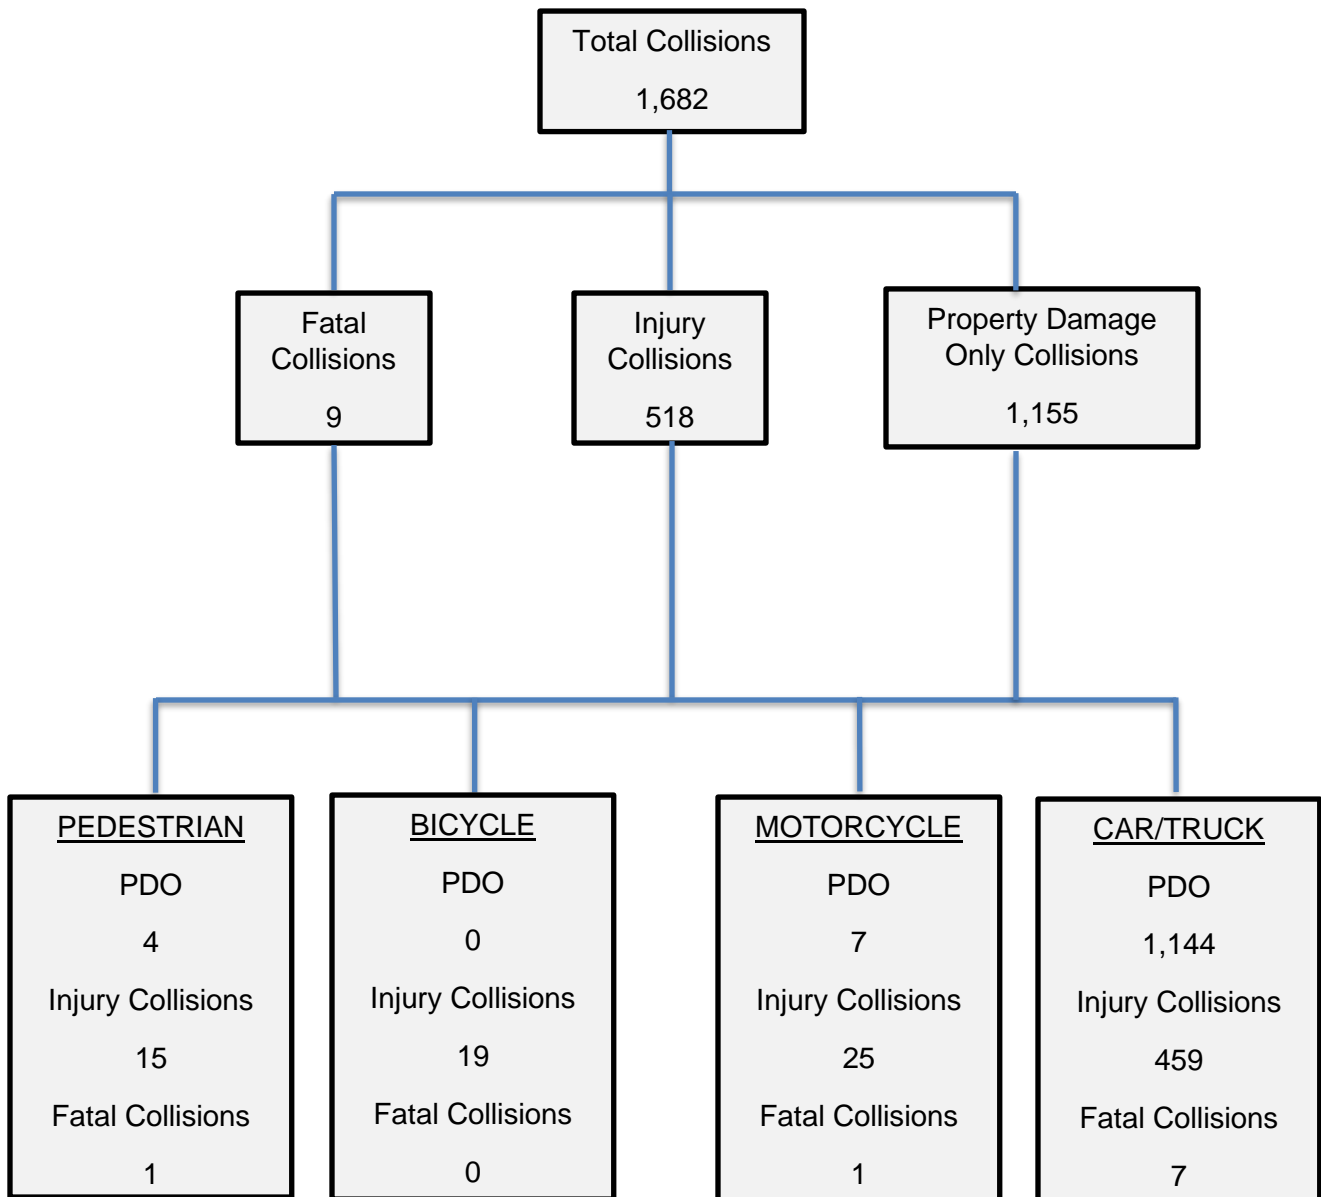 Total Collisions
1,682
Fatal
Collisions
9
Injury
Collisions
518
Property Damage
Only Collisions
1,155
PEDESTRIAN
PDO
4
Injury Collisions
15
Fatal Collisions
1
BICYCLE
PDO
0
Injury Collisions
19
Fatal Collisions
0
MOTORCYCLE
PDO
7
Injury Collisions
25
Fatal Collisions
1
CAR/TRUCK
PDO
1,144
Injury Collisions
459
Fatal Collisions
7